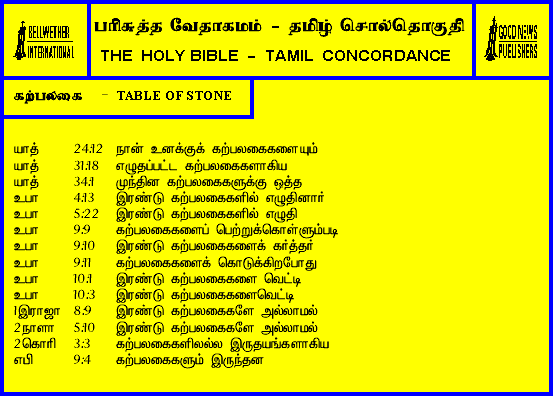 BELLWETHER INTERNATIONAL
பரிசுத்த வேதாகமம் - தமிழ் சொல்தொகுதி
THE HOLY BIBLE - TAMIL CONCORDANCE
GOOD NEWS PUBLISHERS
கற்பலகை - TABLE OF STONE
யாத் 24:12 நான் உனக்குக் கற்பலகைகளையும்
யாத் 31:18 எழுதப்பட்ட கற்பலகைகளாகிய
யாத் 34:1 முந்தின கற்பலகைகளுக்கு ஒத்த
உபா 4:13 இரண்டு கற்பலகைகளில் எழுதினார்
உபா 5:22 இரண்டு கற்பலகைகளில் எழுதி
உபா 9:9 கற்பலகைகளைப் பெற்றுக்கொள்ளும்படி
உபா 9:10 இரண்டு கற்பலகைகளைக் கர்த்தர்
உபா 9:11 கற்பலகைகளைக் கொடுக்கிறபோது
உபா 10:1 இரண்டு கற்பலகைகளை வெட்டி
உபா 10:3 இரண்டு கற்பலகைகளைவெட்டி
1இராஜா 8:9 இரண்டு கற்பலகைகளே அல்லாமல்
2நாளா 5:10 இரண்டு கற்பலகைகளே அல்லாமல்
2கொரி 3:3 கற்பலகைகளிலல்ல இருதயங்களாகிய
எபி 9:4 கற்பலகைகளும் இருந்தன